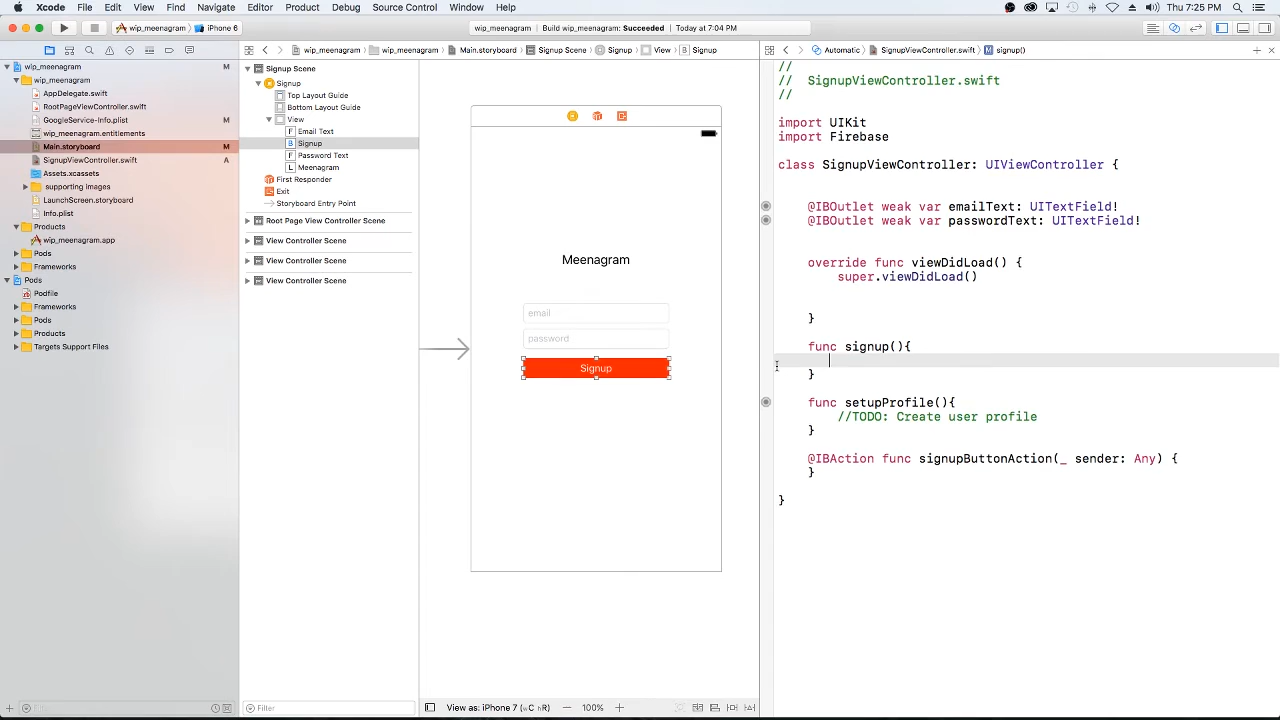 Xcode File Edit View Find Navigate Editor Product Debug Source Control Window Help Thu 7:25 PM
wip_meenagram iPhone 6 wip_meenagram Build wip_meenagram: Succeeded Today at 7:04 PM
wip_meenagram wip_meenagram Main.storyboard Signup Scene Signup View Signup
Automatic SignupViewController.swift signup()
wip_meenagram M
wip_meenagram
AppDelegate.swift
RootPageViewController.swift
GoogleService-Info.plist M
wip_meenagram.entitlements
Main.storyboard M
SignupViewController.swift A
Assets.xcassets
supporting images
LaunchScreen.storyboard
Info.plist
Products
wip_meenagram.app
Pods
Frameworks
Pods
Podfile
Frameworks
Pods
Products
Targets Support Files
Filter
Signup Scene
Signup
Top Layout Guide
Bottom Layout Guide
View
F Email Text
B Signup
F Password Text
L Meenagram
First Responder
Exit
Storyboard Entry Point
Root Page View Controller Scene
View Controller Scene
View Controller Scene
View Controller Scene
Filter
Meenagram
email
password
Signup
View as: iPhone 7 (wC hR) — 100% +
//
// SignupViewController.swift
//
import UIKit
import Firebase
class SignupViewController: UIViewController {
@IBOutlet weak var emailText: UITextField!
@IBOutlet weak var passwordText: UITextField!
override func viewDidLoad() {
super.viewDidLoad()
}
func signup(){
}
func setupProfile(){
//TODO: Create user profile
}
@IBAction func signupButtonAction(_ sender: Any) {
}
}